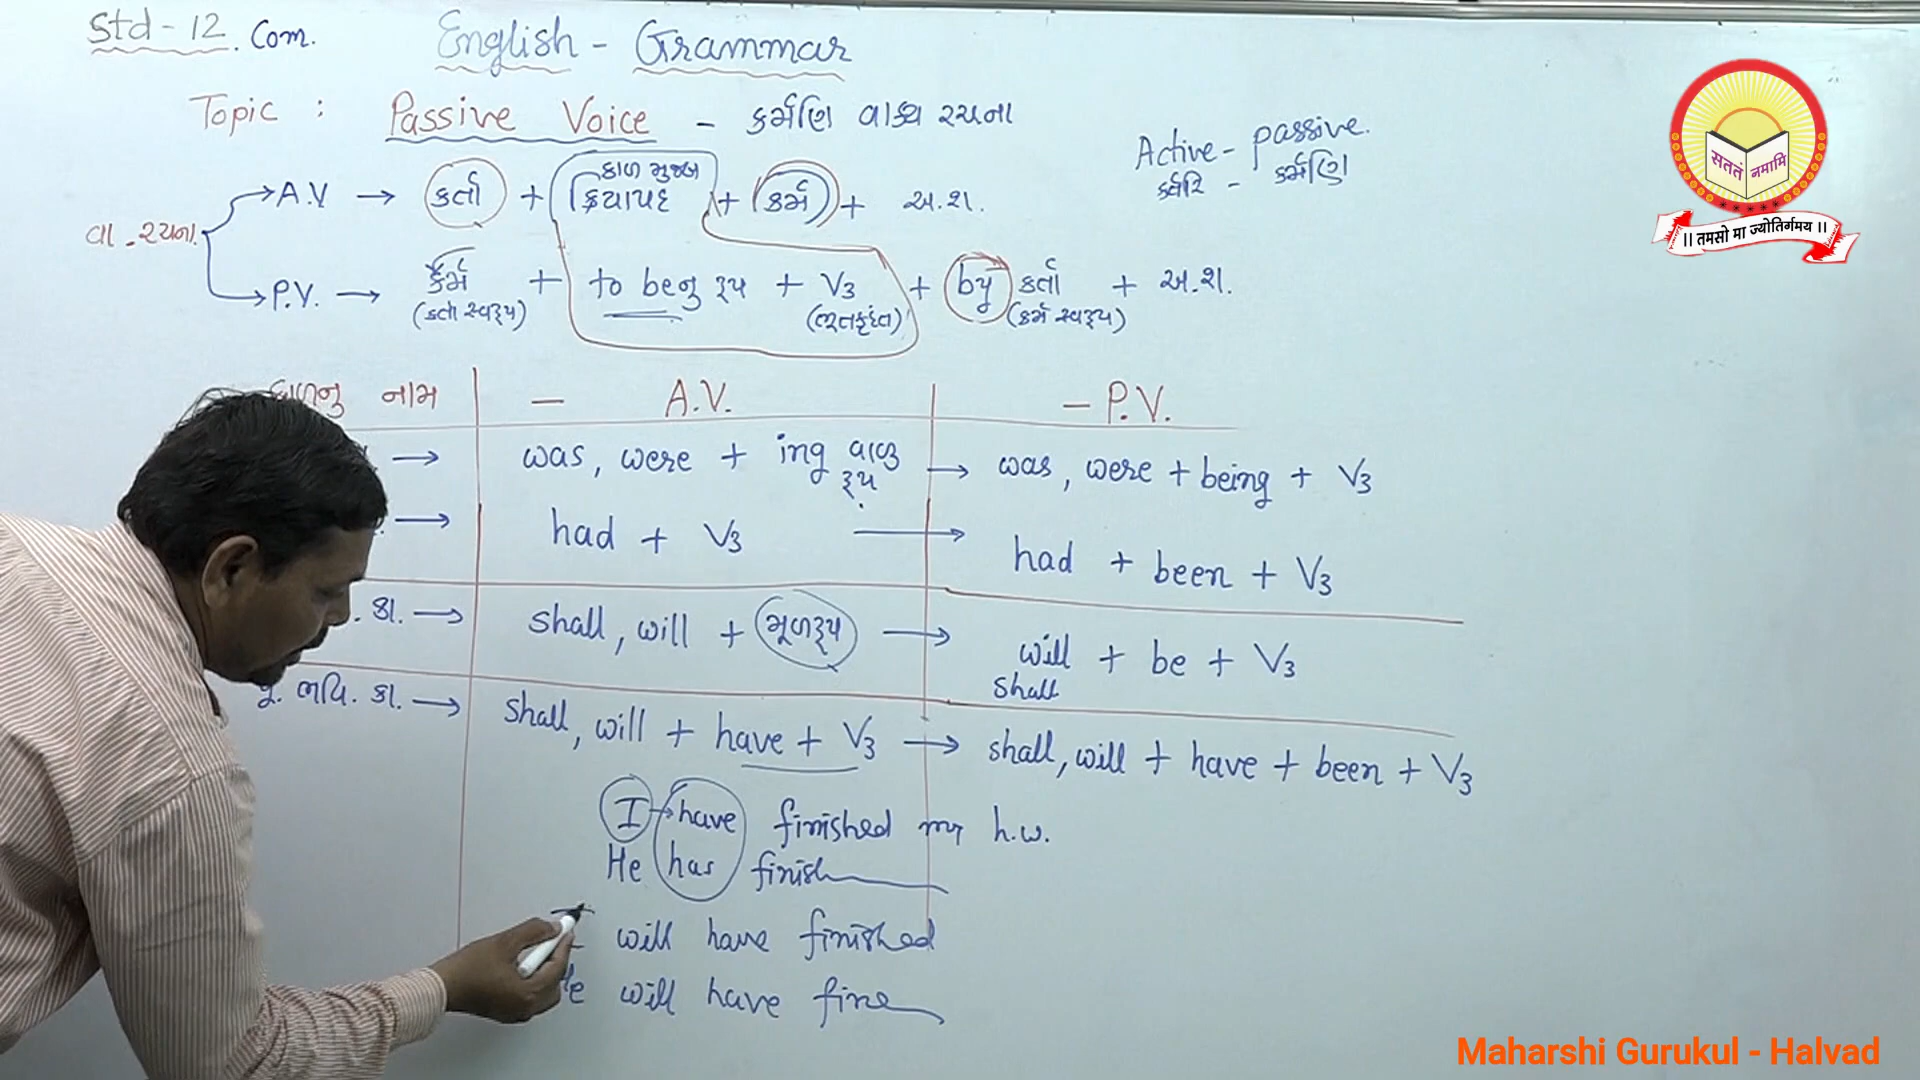 Std - 12. Com. English - Grammar
Topic : Passive Voice - કર્મણિ વાક્ય રચના
Active - passive.
કર્તરિ - કર્મણિ
सततं नमामि
|| तमसो मा ज्योतिर्गमय ||
વા. રચના
A.V → કર્તા + ક્રિયાપદ + કર્મ + અ.શ.
કાળ મુજબ
P.V. → કર્મ + to be નુ રૂપ + V3 + by કર્તા + અ.શ.
(કર્તા સ્વરૂપ) (ભૂતકૃદંત) (કર્મ સ્વરૂપ)
નામ - A.V. - P.V.
→ was, were + ing વાળુ રૂપ → was, were + being + V3
→ had + V3 → had + been + V3
. કા. → shall, will + મૂળરૂપ → will + be + V3
shall
પૂ. ભવિ. કા. → shall, will + have + V3 → shall, will + have + been + V3
I → have finished my h.w.
He has finish
I will have finished
He will have fine
Maharshi Gurukul - Halvad